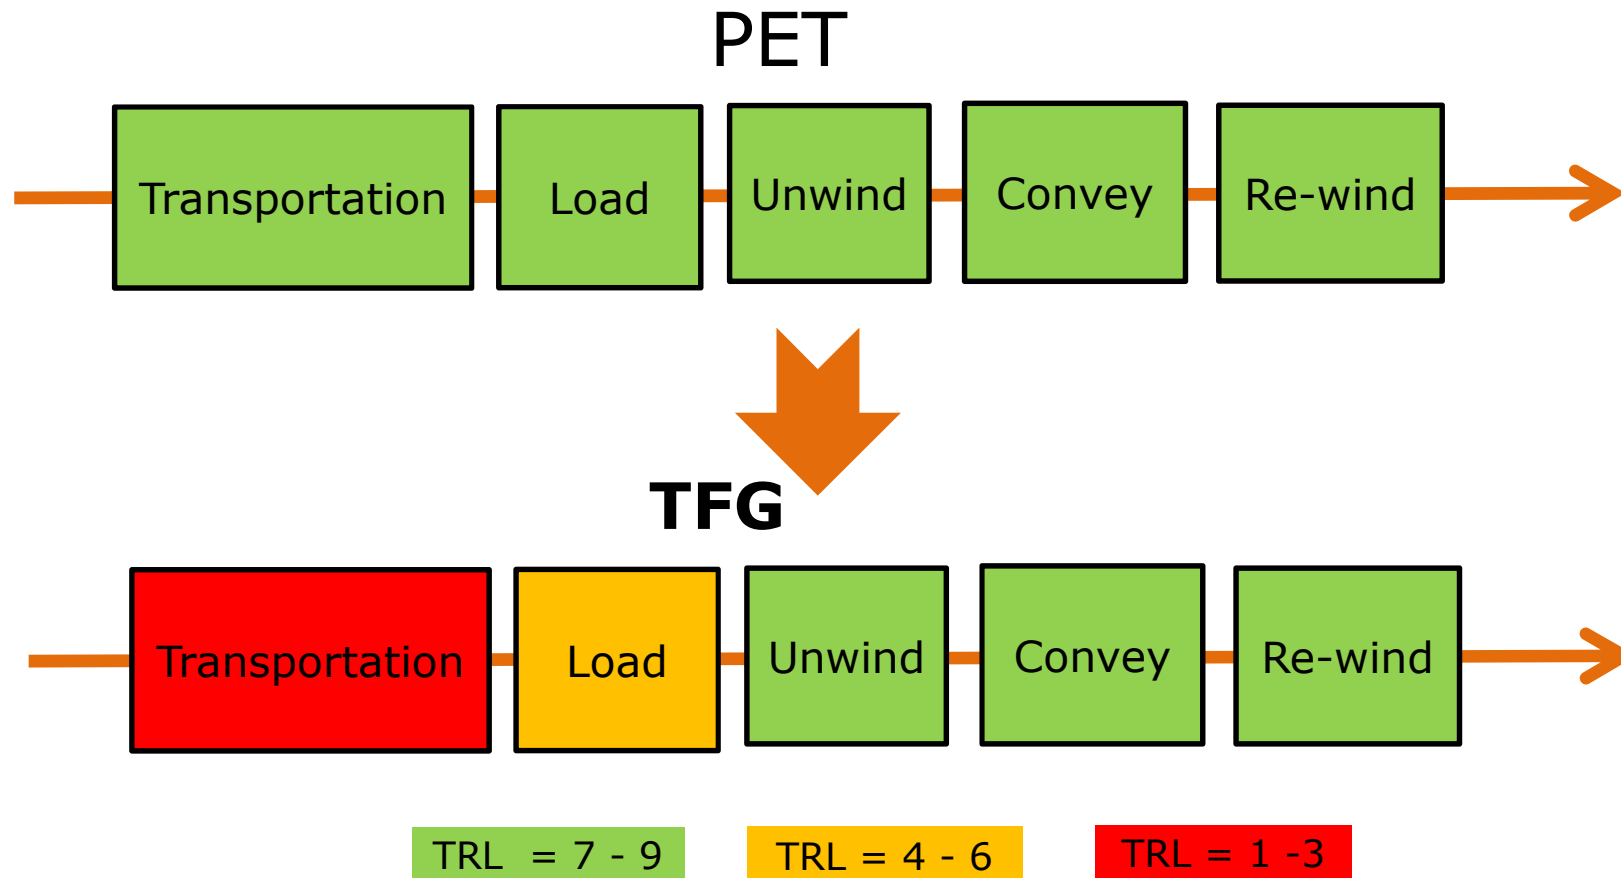 PET
Transportation
Load
Unwind
Convey
Re-wind
TFG
Transportation
Load
Unwind
Convey
Re-wind
TRL = 7 - 9
TRL = 4 - 6
TRL = 1 -3